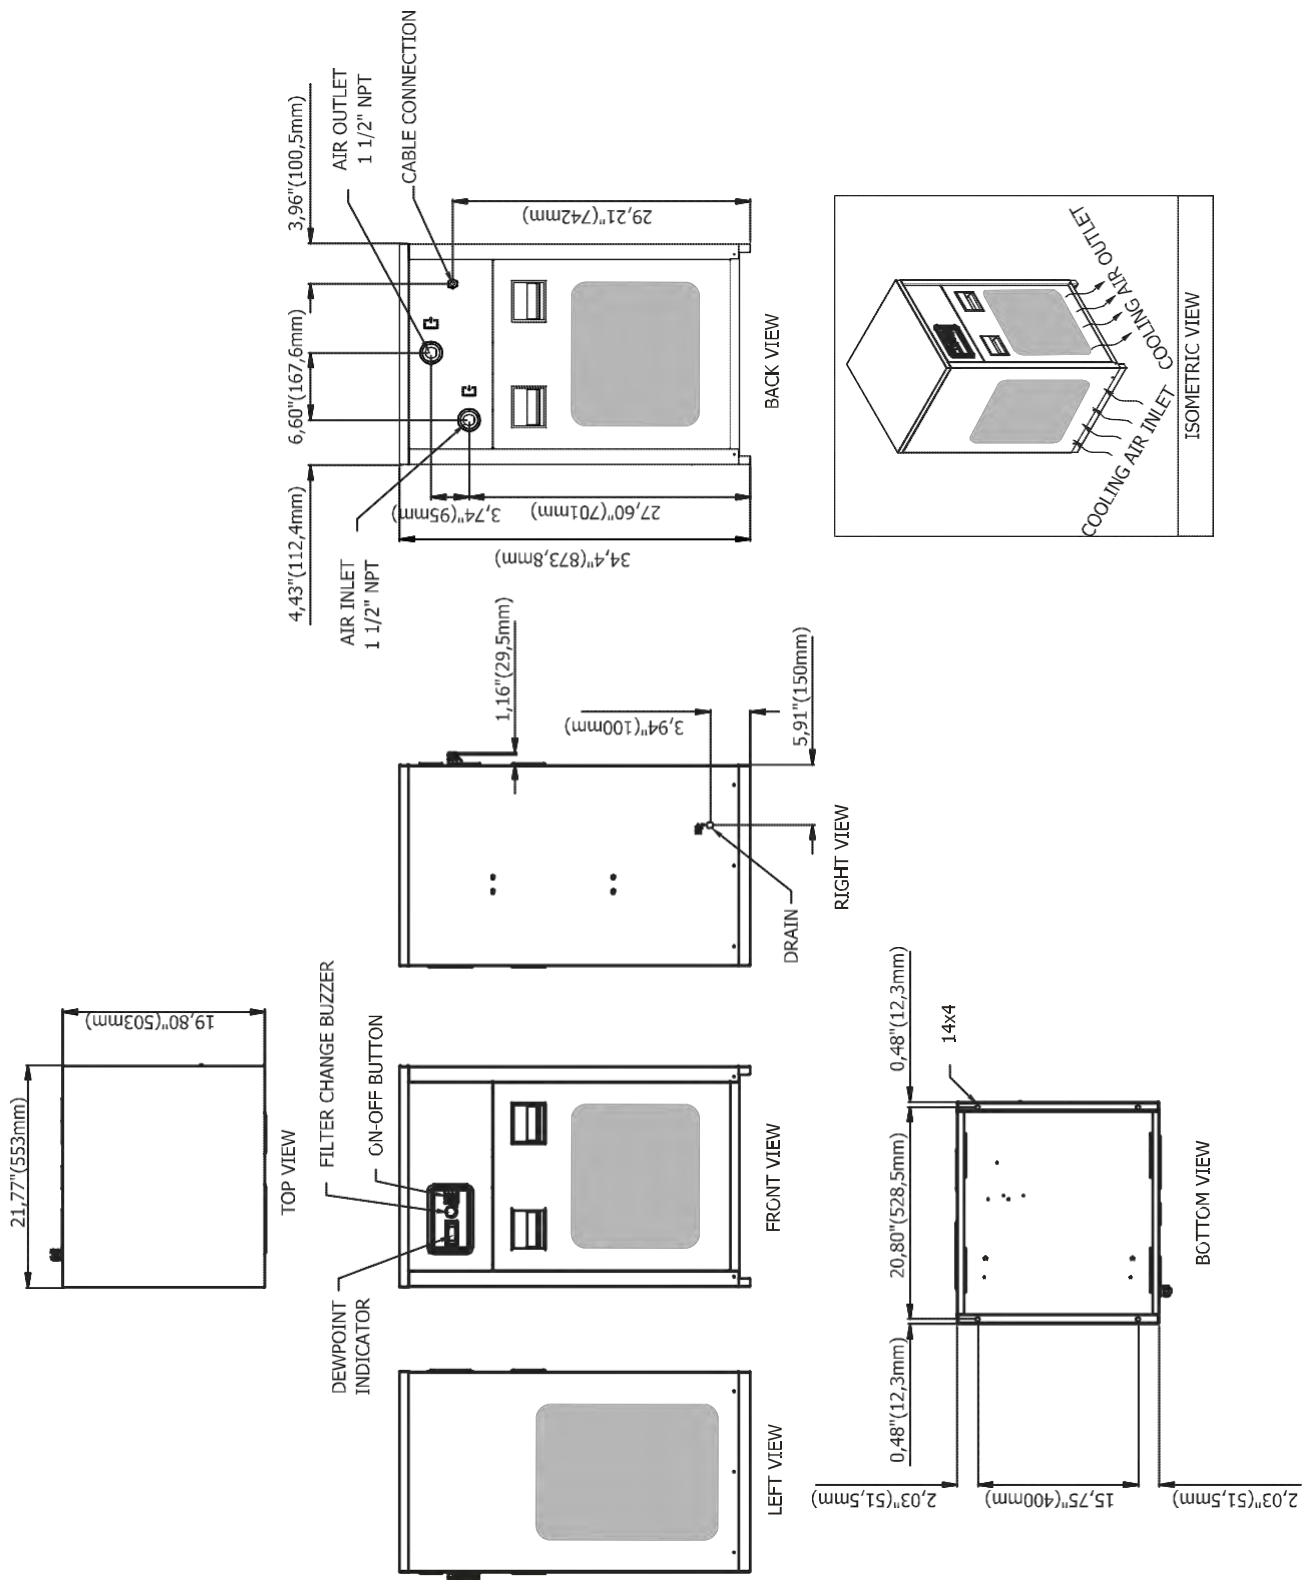 21,77"(553mm)
19,80"(503mm)
TOP VIEW
DEWPOINT
INDICATOR
FILTER CHANGE BUZZER
ON-OFF BUTTON
LEFT VIEW
FRONT VIEW
1,16"(29,5mm)
3,94"(100mm)
5,91"(150mm)
DRAIN
RIGHT VIEW
4,43"(112,4mm)
6,60"(167,6mm)
3,96"(100,5mm)
AIR INLET
1 1/2" NPT
AIR OUTLET
1 1/2" NPT
CABLE CONNECTION
34,4"(873,8mm)
3,74"(95mm)
27,60"(701mm)
29,21"(742mm)
BACK VIEW
0,48"(12,3mm)
20,80"(528,5mm)
0,48"(12,3mm)
14x4
2,03"(51,5mm)
15,75"(400mm)
2,03"(51,5mm)
BOTTOM VIEW
COOLING AIR INLET
COOLING AIR OUTLET
ISOMETRIC VIEW